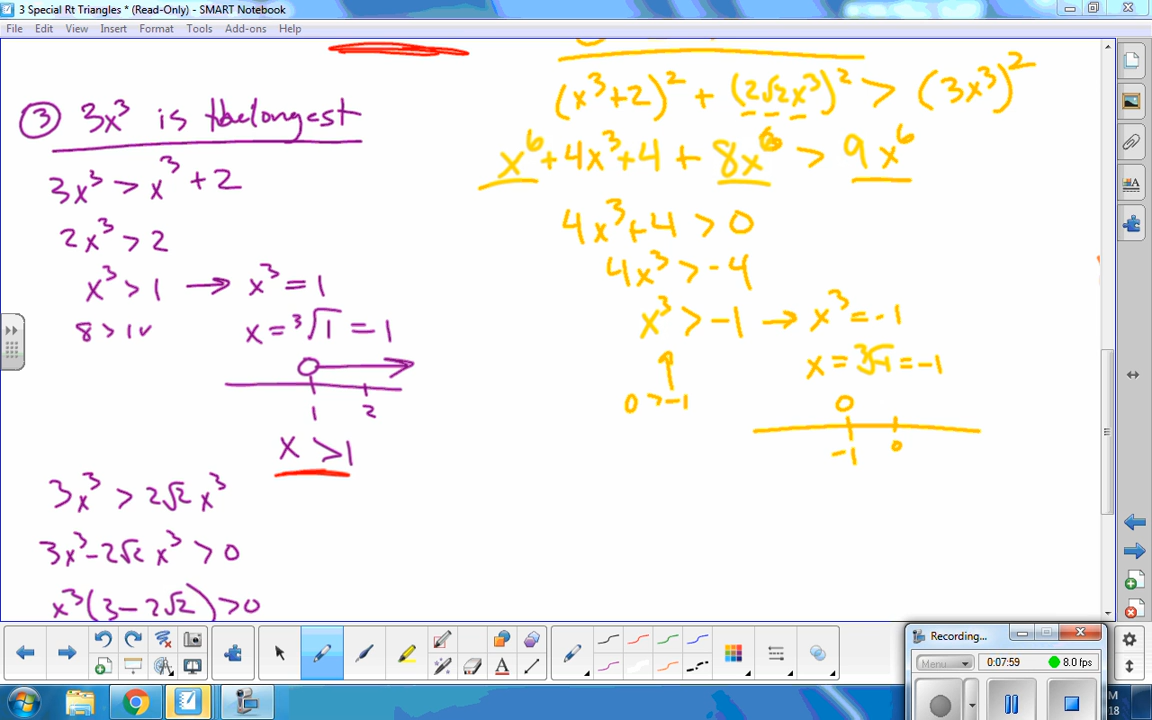 3 Special Rt Triangles * (Read-Only) - SMART Notebook
File Edit View Insert Format Tools Add-ons Help
③ 3x³ is the longest
3x³ > x³ + 2
2x³ > 2
x³ > 1 → x³ = 1
8 > 1 ✓
x = ³√1 = 1
1 2
x > 1
3x³ > 2√2 x³
3x³ - 2√2 x³ > 0
x³(3 - 2√2) > 0
(x³+2)² + (2√2x³)² > (3x³)²
x⁶ + 4x³ + 4 + 8x⁶ > 9x⁶
4x³ + 4 > 0
4x³ > -4
x³ > -1 → x³ = -1
x = ³√-1 = -1
0 > -1
-1 0
Recording...
Menu
0:07:59
8.0 fps
M
18